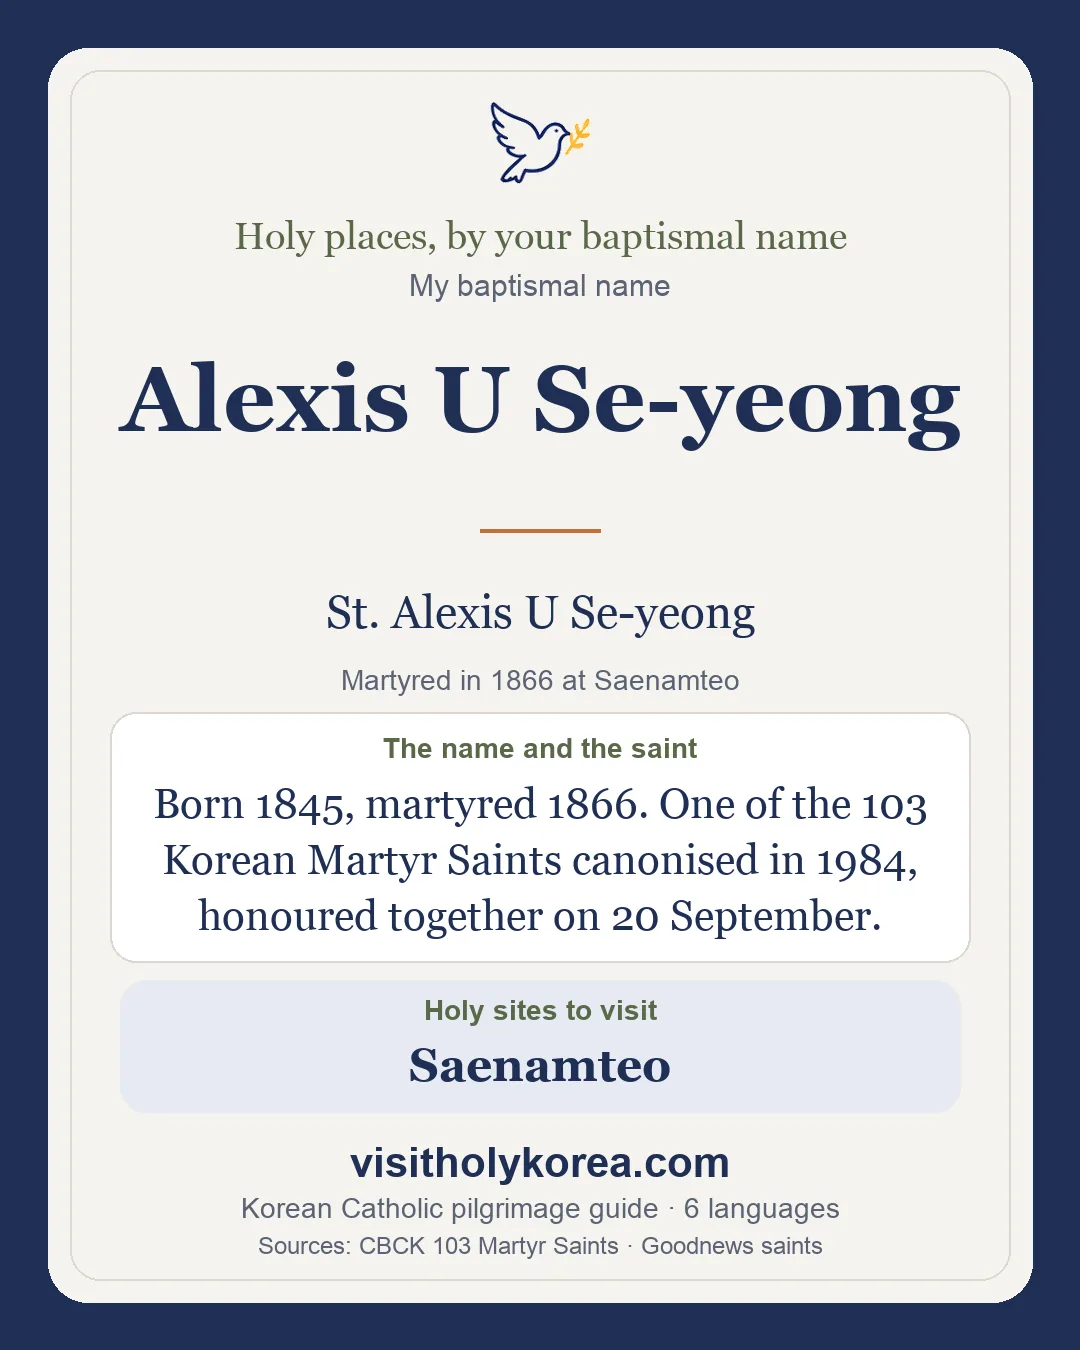 Holy places, by your baptismal name
My baptismal name
Alexis U Se-yeong
St. Alexis U Se-yeong
Martyred in 1866 at Saenamteo
The name and the saint
Born 1845, martyred 1866. One of the 103
Korean Martyr Saints canonised in 1984,
honoured together on 20 September.
Holy sites to visit
Saenamteo
visitholykorea.com
Korean Catholic pilgrimage guide · 6 languages
Sources: CBCK 103 Martyr Saints · Goodnews saints